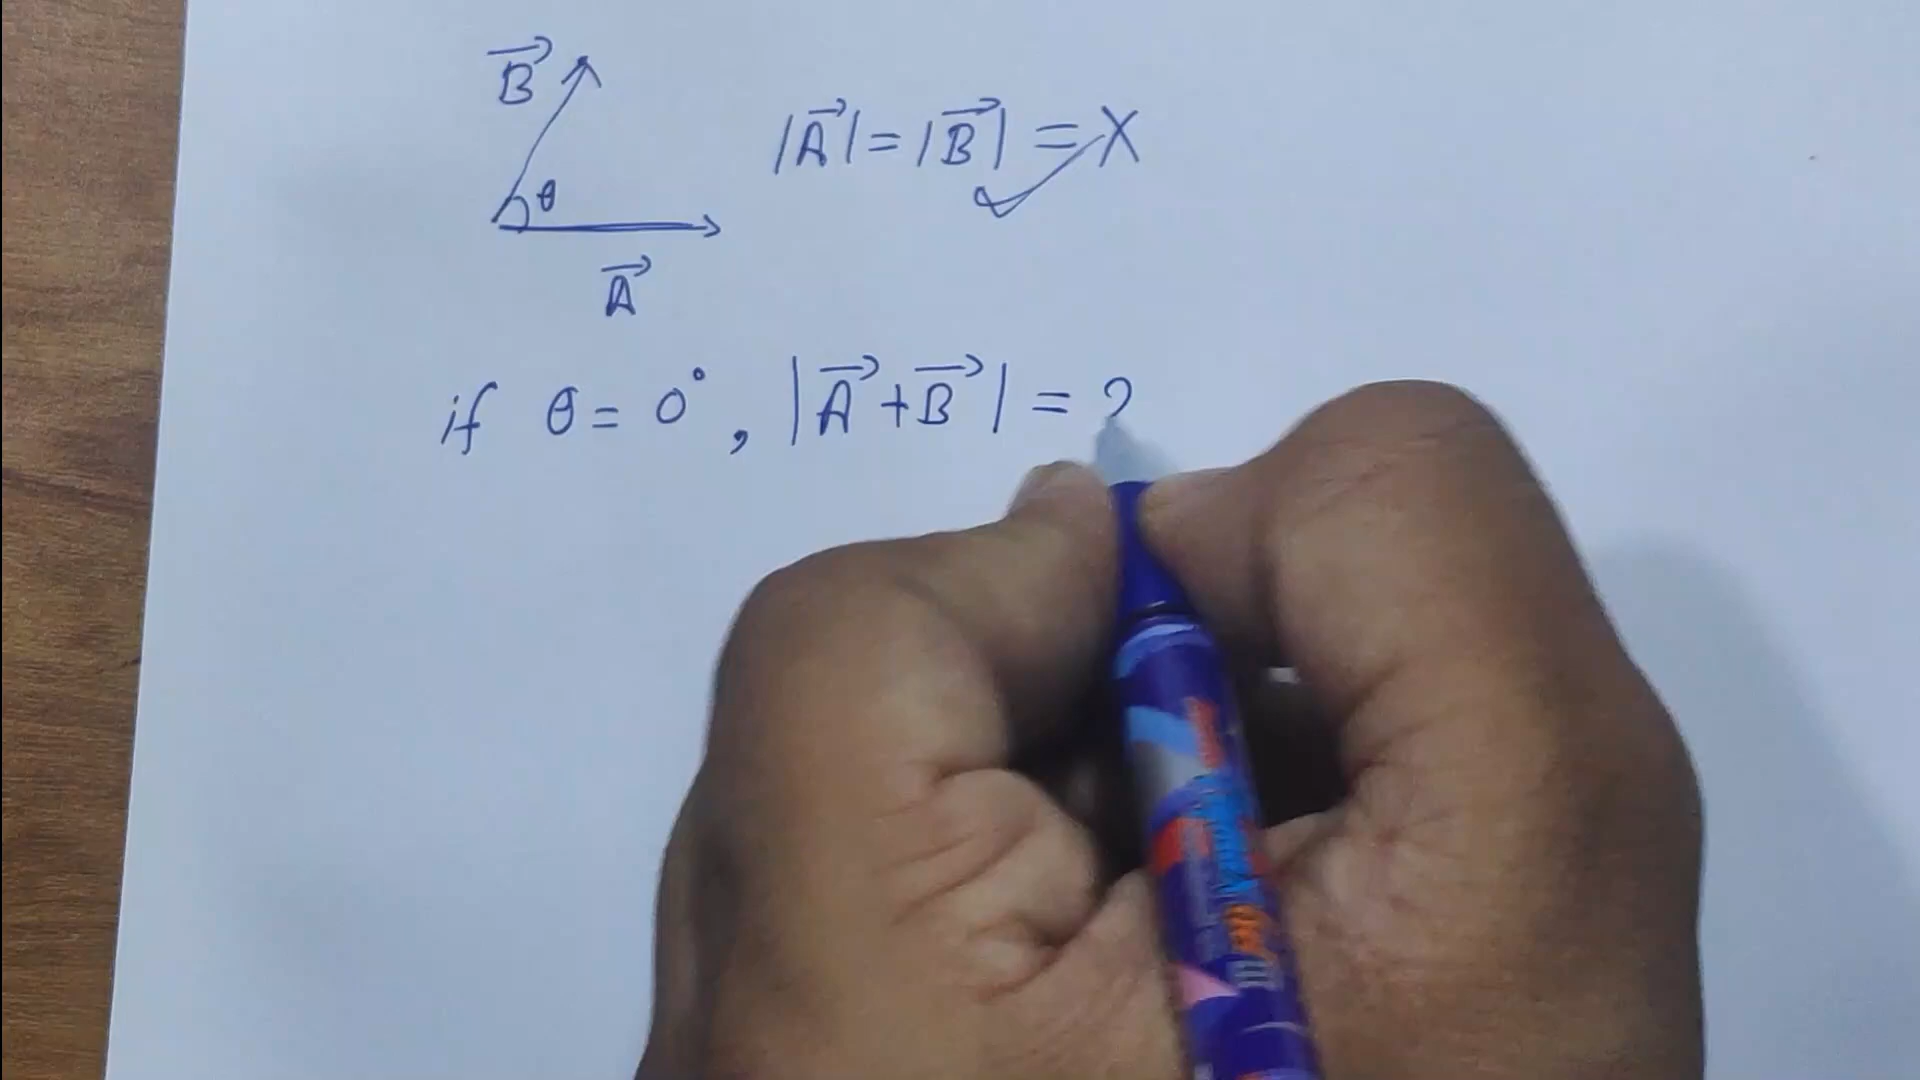 B⃗
θ
A⃗
|A⃗| = |B⃗| = X
if θ = 0°, |A⃗ + B⃗| = ?